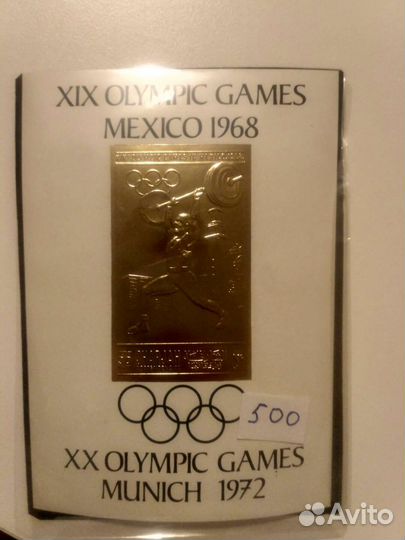 XIX OLYMPIC GAMES
MEXICO 1968
500
XX OLYMPIC GAMES
MUNICH 1972
Avito